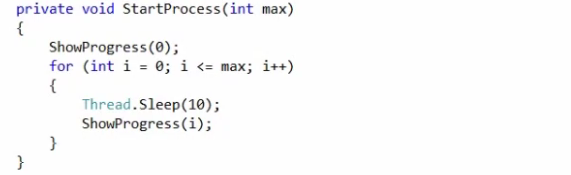 private void StartProcess(int max)
{
    ShowProgress(0);
    for (int i = 0; i <= max; i++)
    {
        Thread.Sleep(10);
        ShowProgress(i);
    }
}